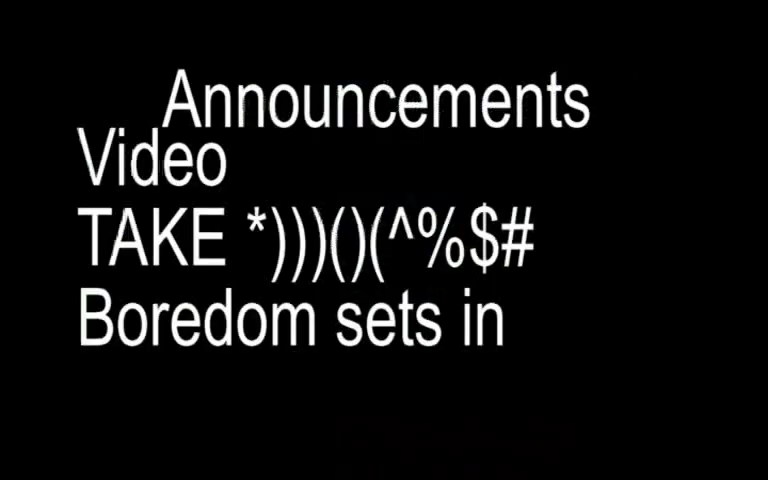 Announcements
Video
TAKE *)))()(^%$#
Boredom sets in